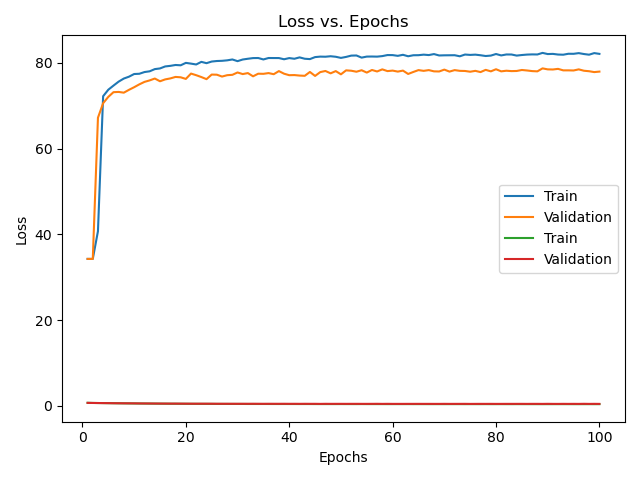 Loss vs. Epochs
80
60
40
20
0
Loss
Train
Validation
Train
Validation
0 20 40 60 80 100
Epochs